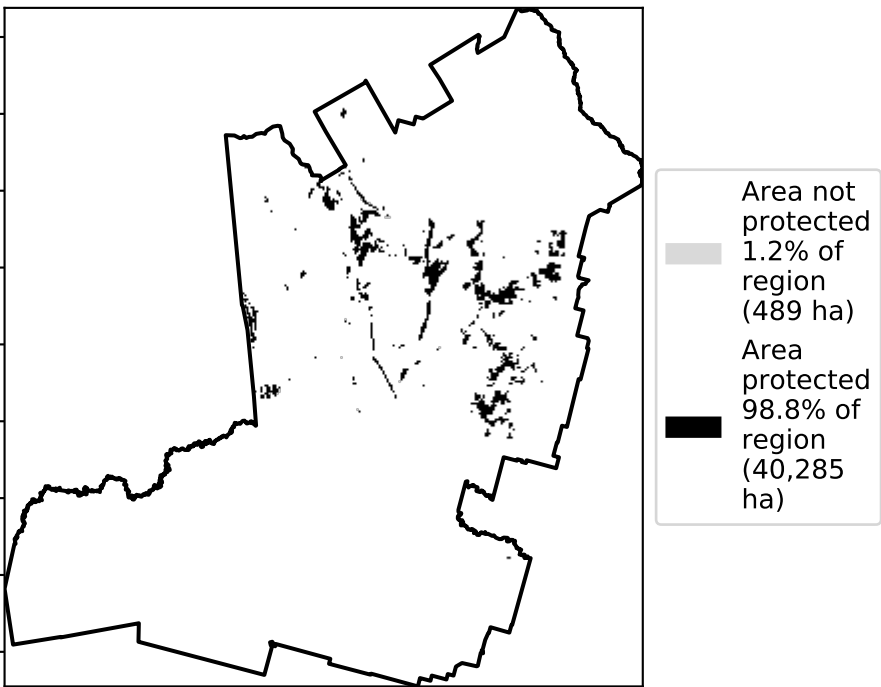 Area not
protected
1.2% of
region
(489 ha)
Area
protected
98.8% of
region
(40,285
ha)